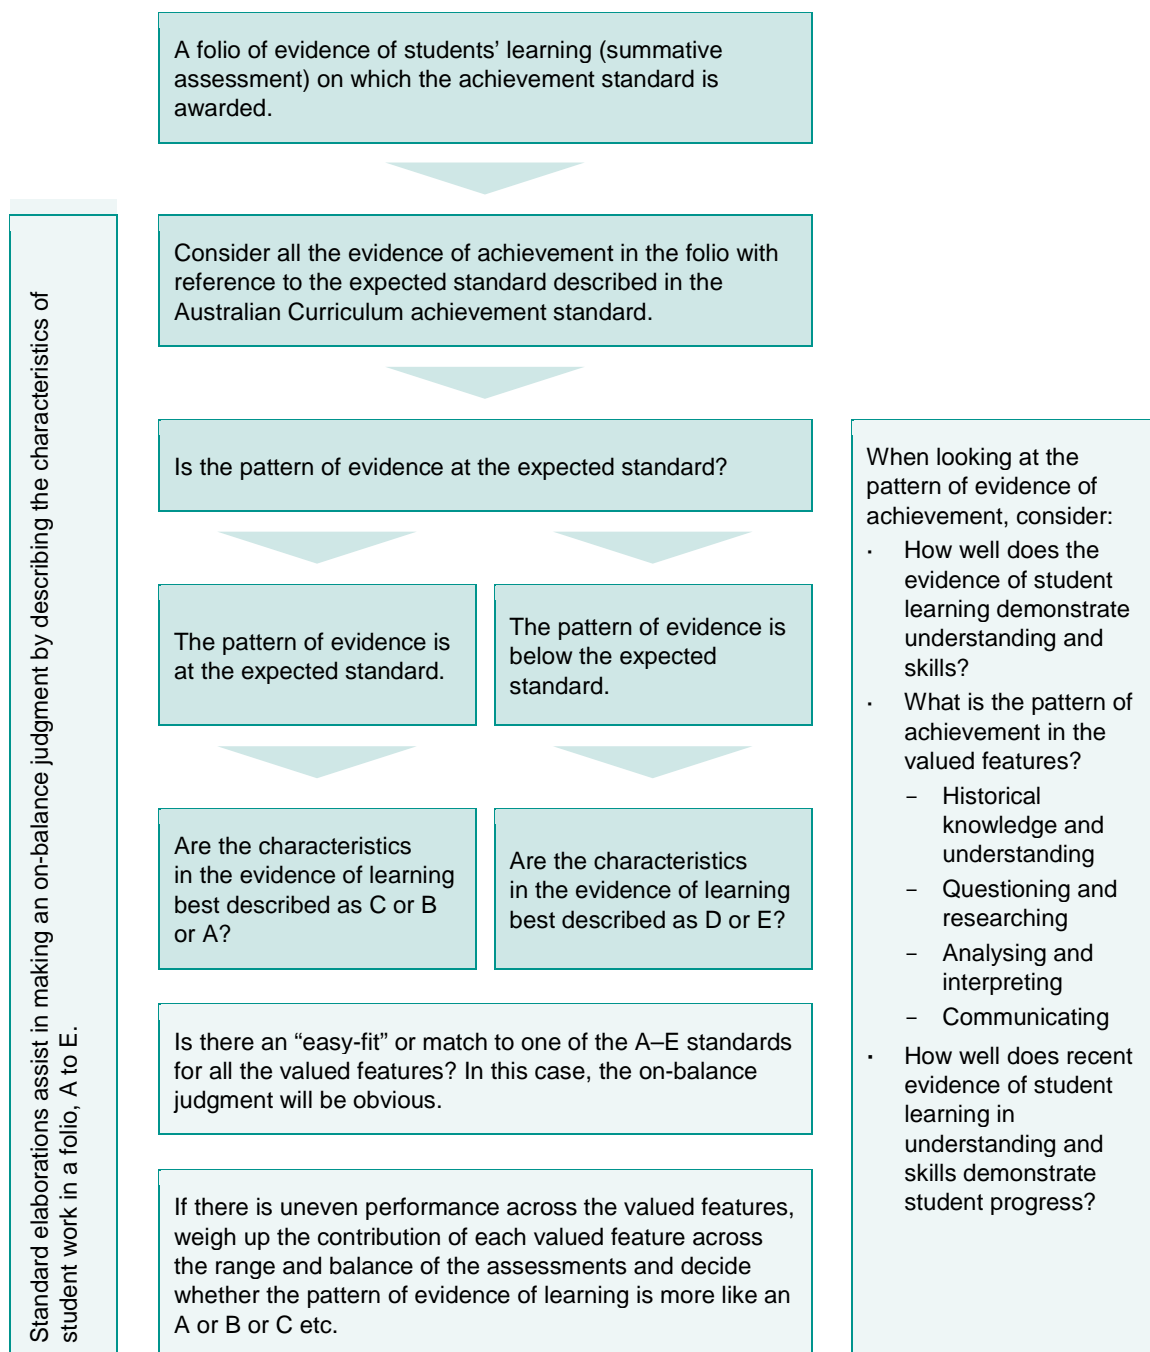 A folio of evidence of students' learning (summative
assessment) on which the achievement standard is
awarded.
Standard elaborations assist in making an on-balance judgment by describing the characteristics of
student work in a folio, A to E.
Consider all the evidence of achievement in the folio with
reference to the expected standard described in the
Australian Curriculum achievement standard.
Is the pattern of evidence at the expected standard?
The pattern of evidence is
at the expected standard.
The pattern of evidence is
below the expected
standard.
Are the characteristics
in the evidence of learning
best described as C or B
or A?
Are the characteristics
in the evidence of learning
best described as D or E?
Is there an “easy-fit” or match to one of the A–E standards
for all the valued features? In this case, the on-balance
judgment will be obvious.
If there is uneven performance across the valued features,
weigh up the contribution of each valued feature across
the range and balance of the assessments and decide
whether the pattern of evidence of learning is more like an
A or B or C etc.
When looking at the
pattern of evidence of
achievement, consider:
· How well does the
evidence of student
learning demonstrate
understanding and
skills?
· What is the pattern of
achievement in the
valued features?
– Historical
knowledge and
understanding
– Questioning and
researching
– Analysing and
interpreting
– Communicating
· How well does recent
evidence of student
learning in
understanding and
skills demonstrate
student progress?